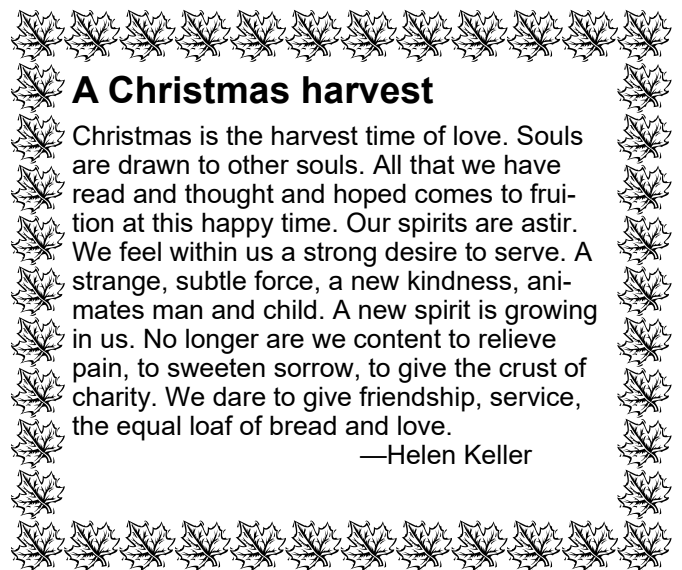 A Christmas harvest
Christmas is the harvest time of love. Souls
are drawn to other souls. All that we have
read and thought and hoped comes to frui-
tion at this happy time. Our spirits are astir.
We feel within us a strong desire to serve. A
strange, subtle force, a new kindness, ani-
mates man and child. A new spirit is growing
in us. No longer are we content to relieve
pain, to sweeten sorrow, to give the crust of
charity. We dare to give friendship, service,
the equal loaf of bread and love.
—Helen Keller